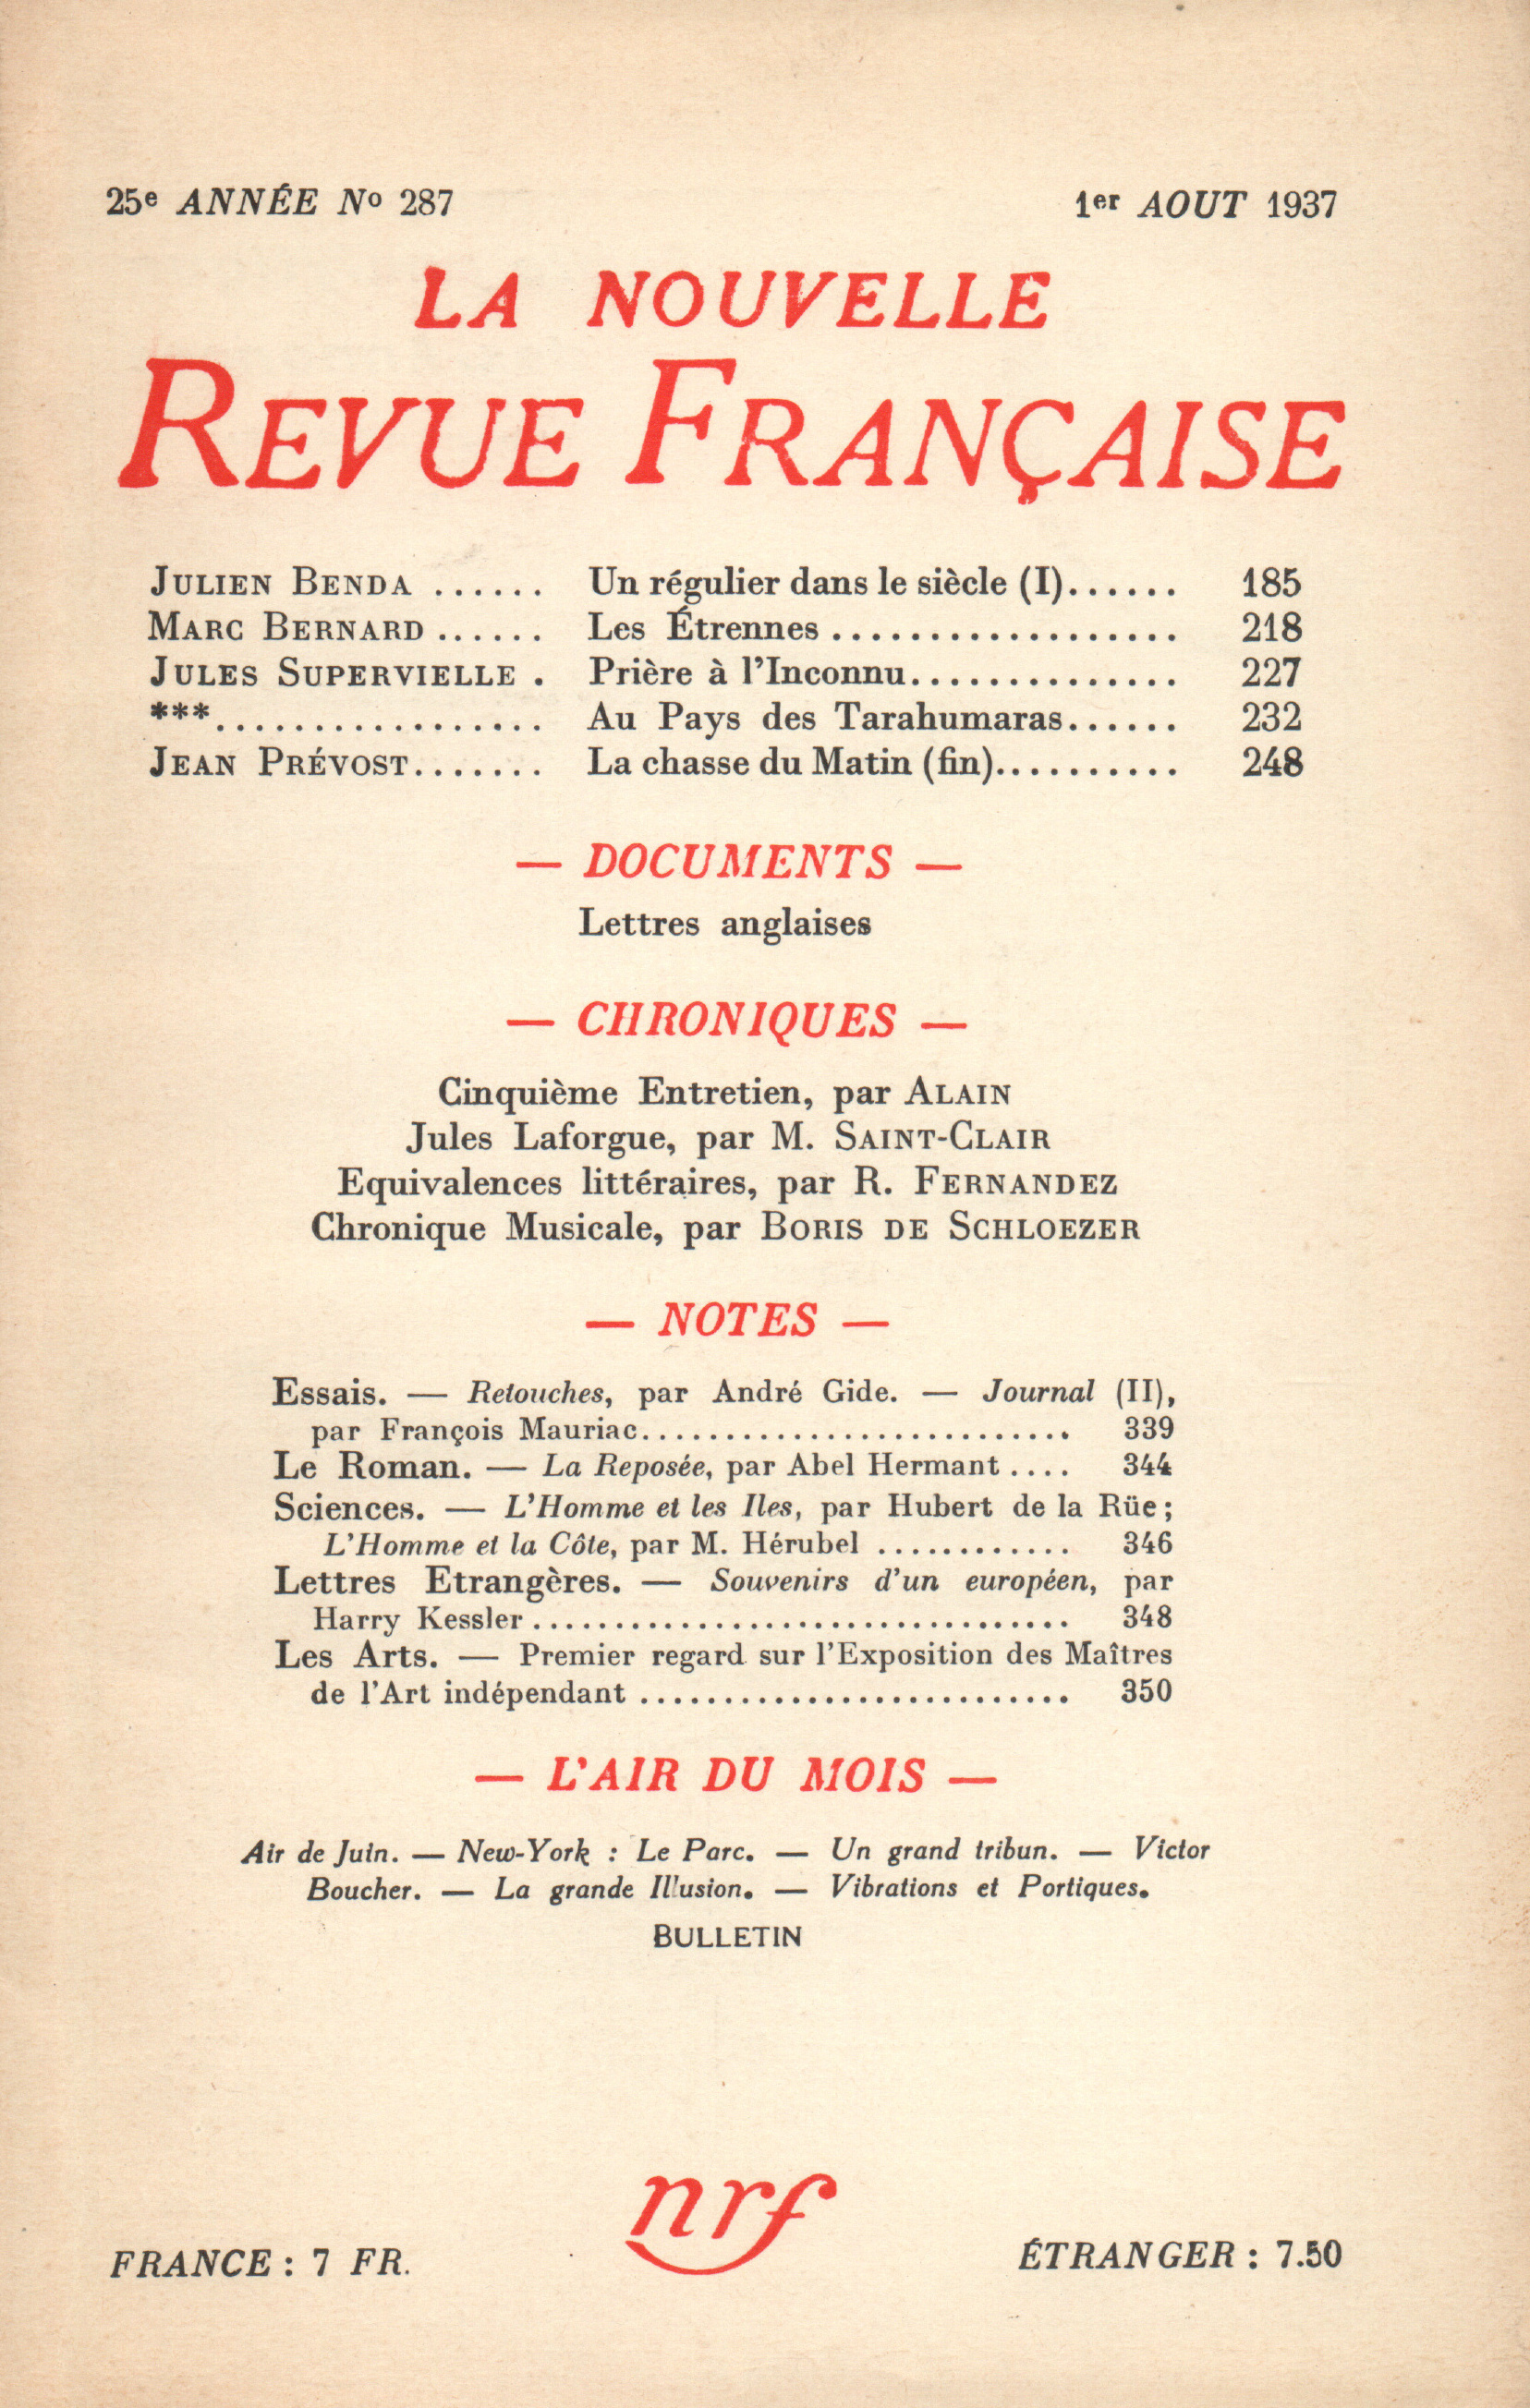 25e ANNÉE No 287 1er AOUT 1937
LA NOUVELLE
REVUE FRANÇAISE
JULIEN BENDA ...... Un régulier dans le siècle (I)...... 185
MARC BERNARD ...... Les Étrennes .................. 218
JULES SUPERVIELLE . Prière à l'Inconnu.............. 227
***................. Au Pays des Tarahumaras...... 232
JEAN PRÉVOST....... La chasse du Matin (fin).......... 248
— DOCUMENTS —
Lettres anglaises
— CHRONIQUES —
Cinquième Entretien, par ALAIN
Jules Laforgue, par M. SAINT-CLAIR
Equivalences littéraires, par R. FERNANDEZ
Chronique Musicale, par BORIS DE SCHLOEZER
— NOTES —
Essais. — Retouches, par André Gide. — Journal (II),
par François Mauriac.......................... 339
Le Roman. — La Reposée, par Abel Hermant .... 344
Sciences. — L'Homme et les Iles, par Hubert de la Rüe ;
L'Homme et la Côte, par M. Hérubel ............ 346
Lettres Etrangères. — Souvenirs d'un européen, par
Harry Kessler ................................. 348
Les Arts. — Premier regard sur l'Exposition des Maîtres
de l'Art indépendant .......................... 350
— L'AIR DU MOIS —
Air de Juin. — New-York : Le Parc. — Un grand tribun. — Victor
Boucher. — La grande Illusion. — Vibrations et Portiques.
BULLETIN
nrf
FRANCE : 7 FR. ÉTRANGER : 7.50